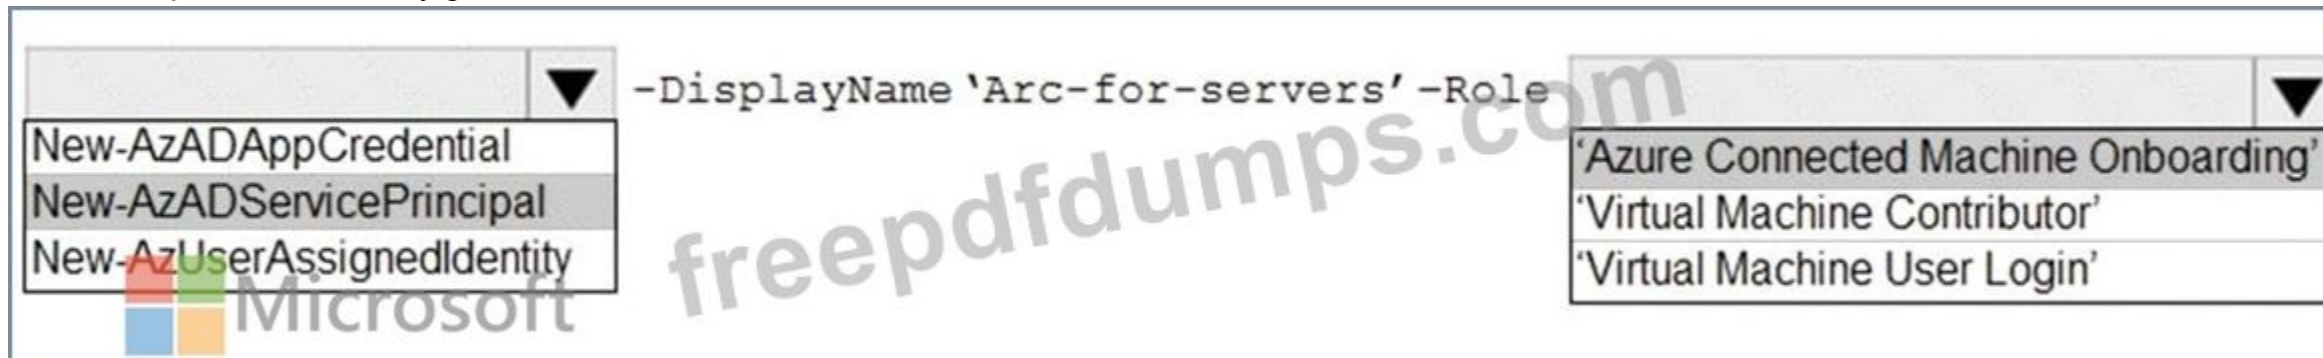 -DisplayName ‘Arc-for-servers’ -Role
New-AzADAppCredential
New-AzADServicePrincipal
New-AzUserAssignedIdentity
‘Azure Connected Machine Onboarding’
‘Virtual Machine Contributor’
‘Virtual Machine User Login’
freepdfdumps.com
Microsoft